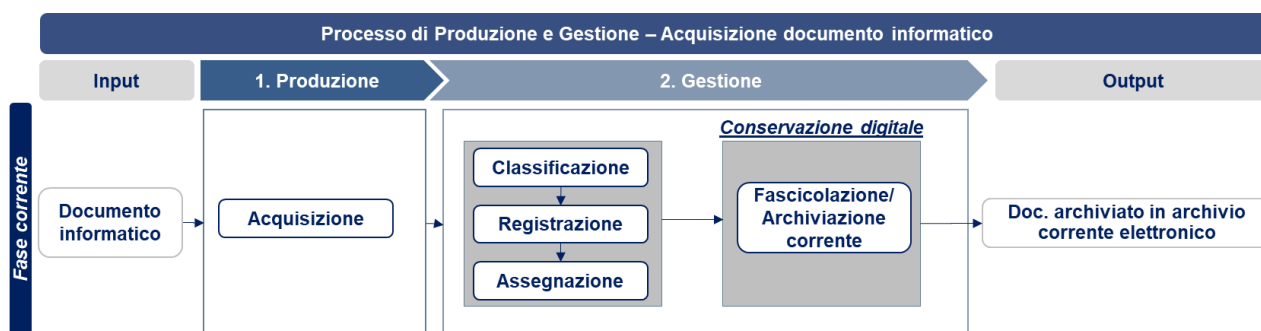 Processo di Produzione e Gestione – Acquisizione documento informatico
Input
1. Produzione
2. Gestione
Output
Fase corrente
Documento
informatico
Acquisizione
Classificazione
Registrazione
Assegnazione
Conservazione digitale
Fascicolazione/
Archiviazione
corrente
Doc. archiviato in archivio
corrente elettronico